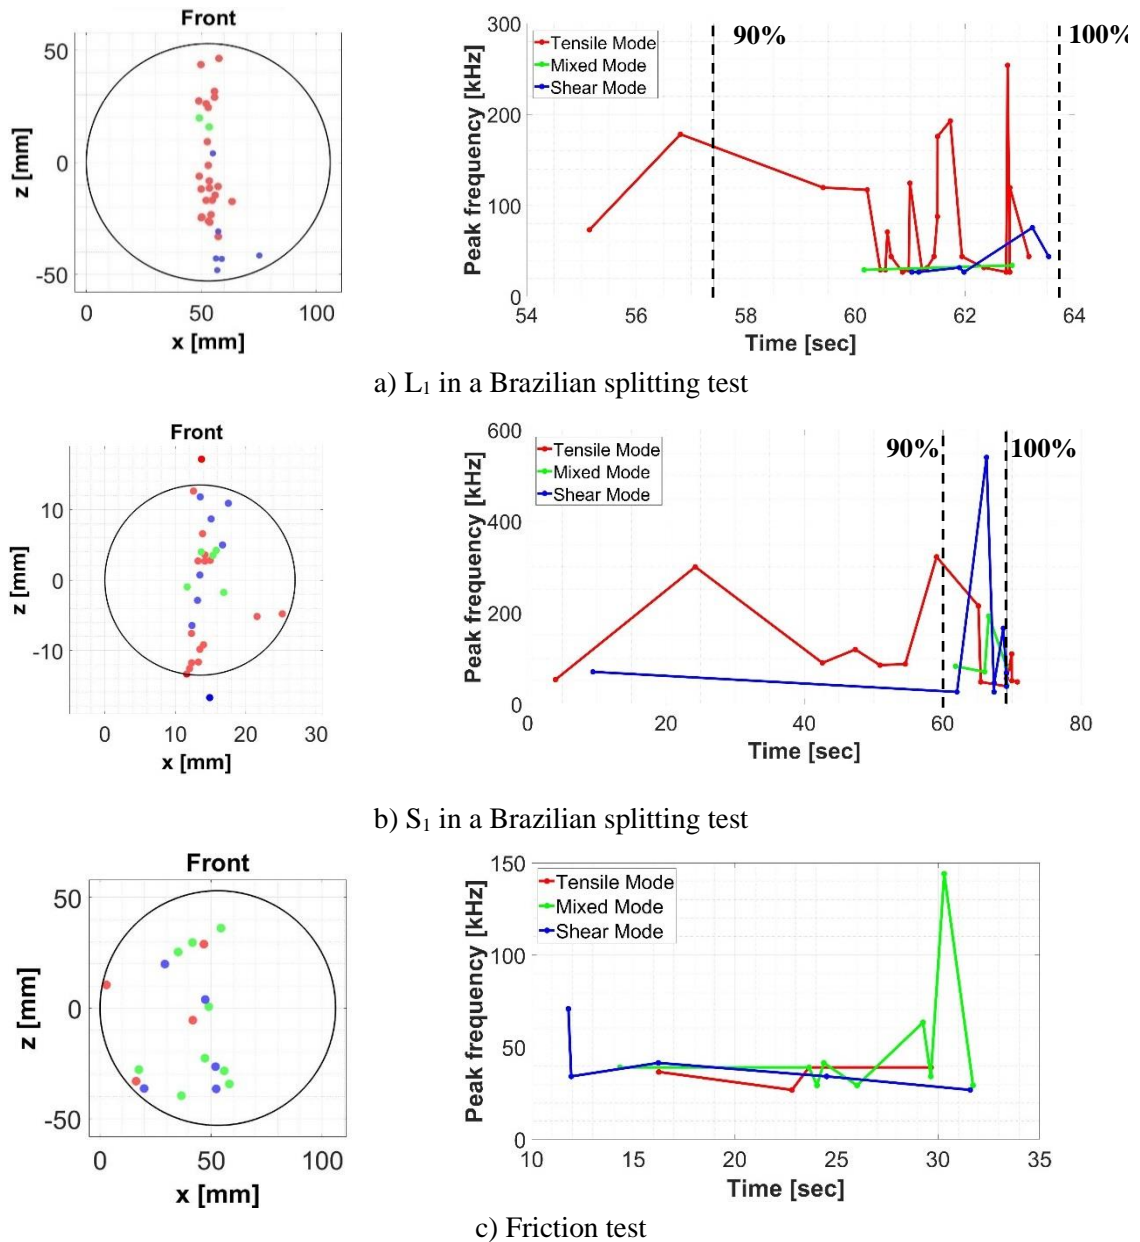 Front
50
0
-50
z [mm]
0
50
100
x [mm]
300
200
100
0
Peak frequency [kHz]
Tensile Mode
Mixed Mode
Shear Mode
90%
100%
54
56
58
60
62
64
Time [sec]
a) L₁ in a Brazilian splitting test
Front
10
0
-10
z [mm]
0
10
20
30
x [mm]
600
400
200
0
Peak frequency [kHz]
Tensile Mode
Mixed Mode
Shear Mode
90%
100%
0
20
40
60
80
Time [sec]
b) S₁ in a Brazilian splitting test
Front
50
0
-50
z [mm]
0
50
100
x [mm]
150
100
50
0
Peak frequency [kHz]
Tensile Mode
Mixed Mode
Shear Mode
10
15
20
25
30
35
Time [sec]
c) Friction test